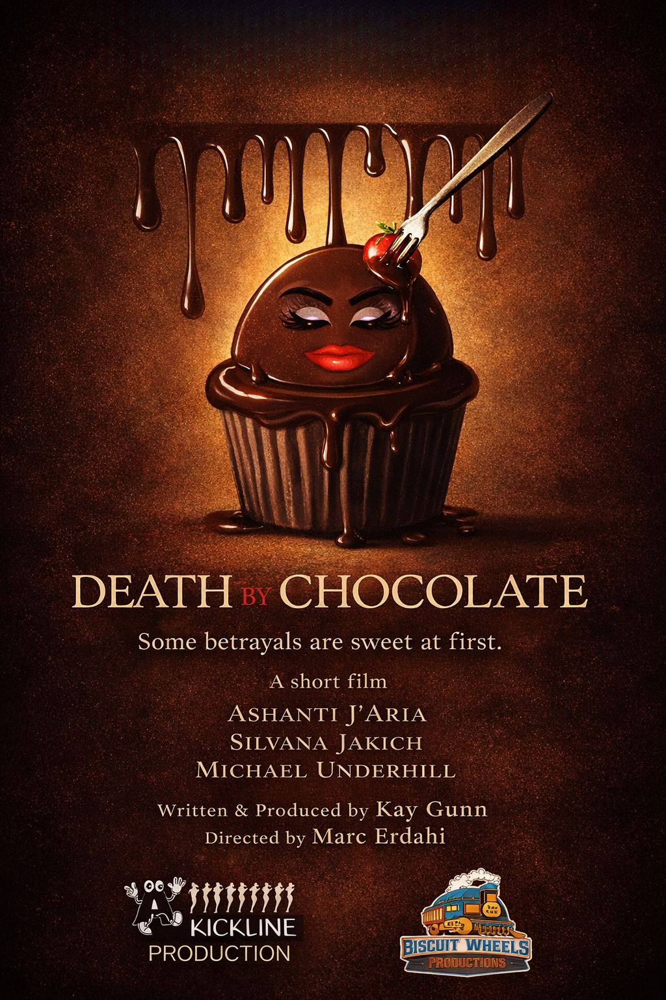 DEATH BY CHOCOLATE
Some betrayals are sweet at first.
A short film
ASHANTI J'ARIA
SILVANA JAKICH
MICHAEL UNDERHILL
Written & Produced by Kay Gunn
Directed by Marc Erdahi
A KICKLINE
PRODUCTION
BISCUIT WHEELS
PRODUCTIONS